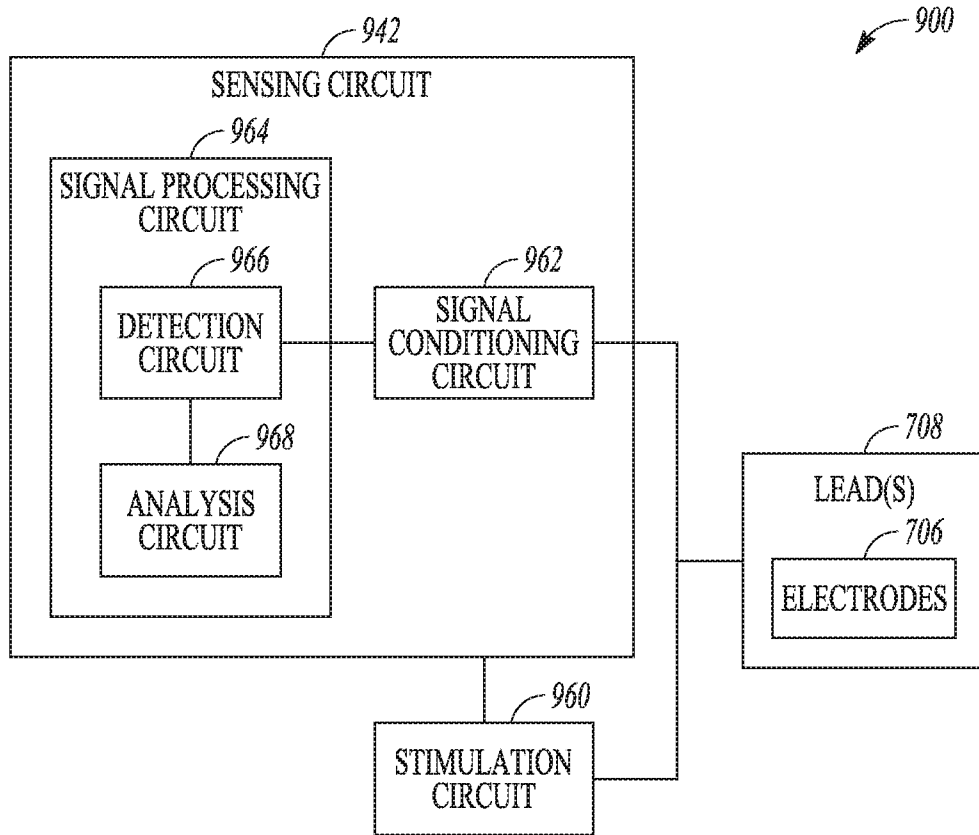 900
942
SENSING CIRCUIT
964
SIGNAL PROCESSING
CIRCUIT
966
DETECTION
CIRCUIT
962
SIGNAL
CONDITIONING
CIRCUIT
968
ANALYSIS
CIRCUIT
708
LEAD(S)
706
ELECTRODES
960
STIMULATION
CIRCUIT